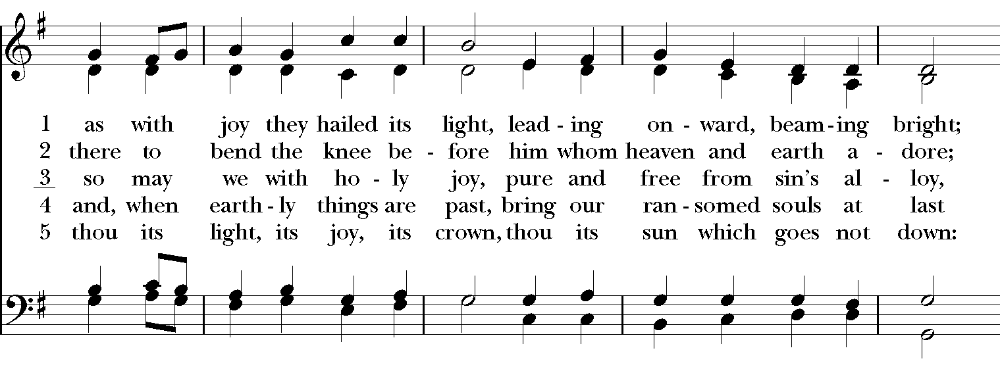 1 as with joy they hailed its light, lead - ing on - ward, beam - ing bright;
2 there to bend the knee be - fore him whom heaven and earth a - dore;
3 so may we with ho - ly joy, pure and free from sin’s al - loy,
4 and, when earth - ly things are past, bring our ran - somed souls at last
5 thou its light, its joy, its crown, thou its sun which goes not down: